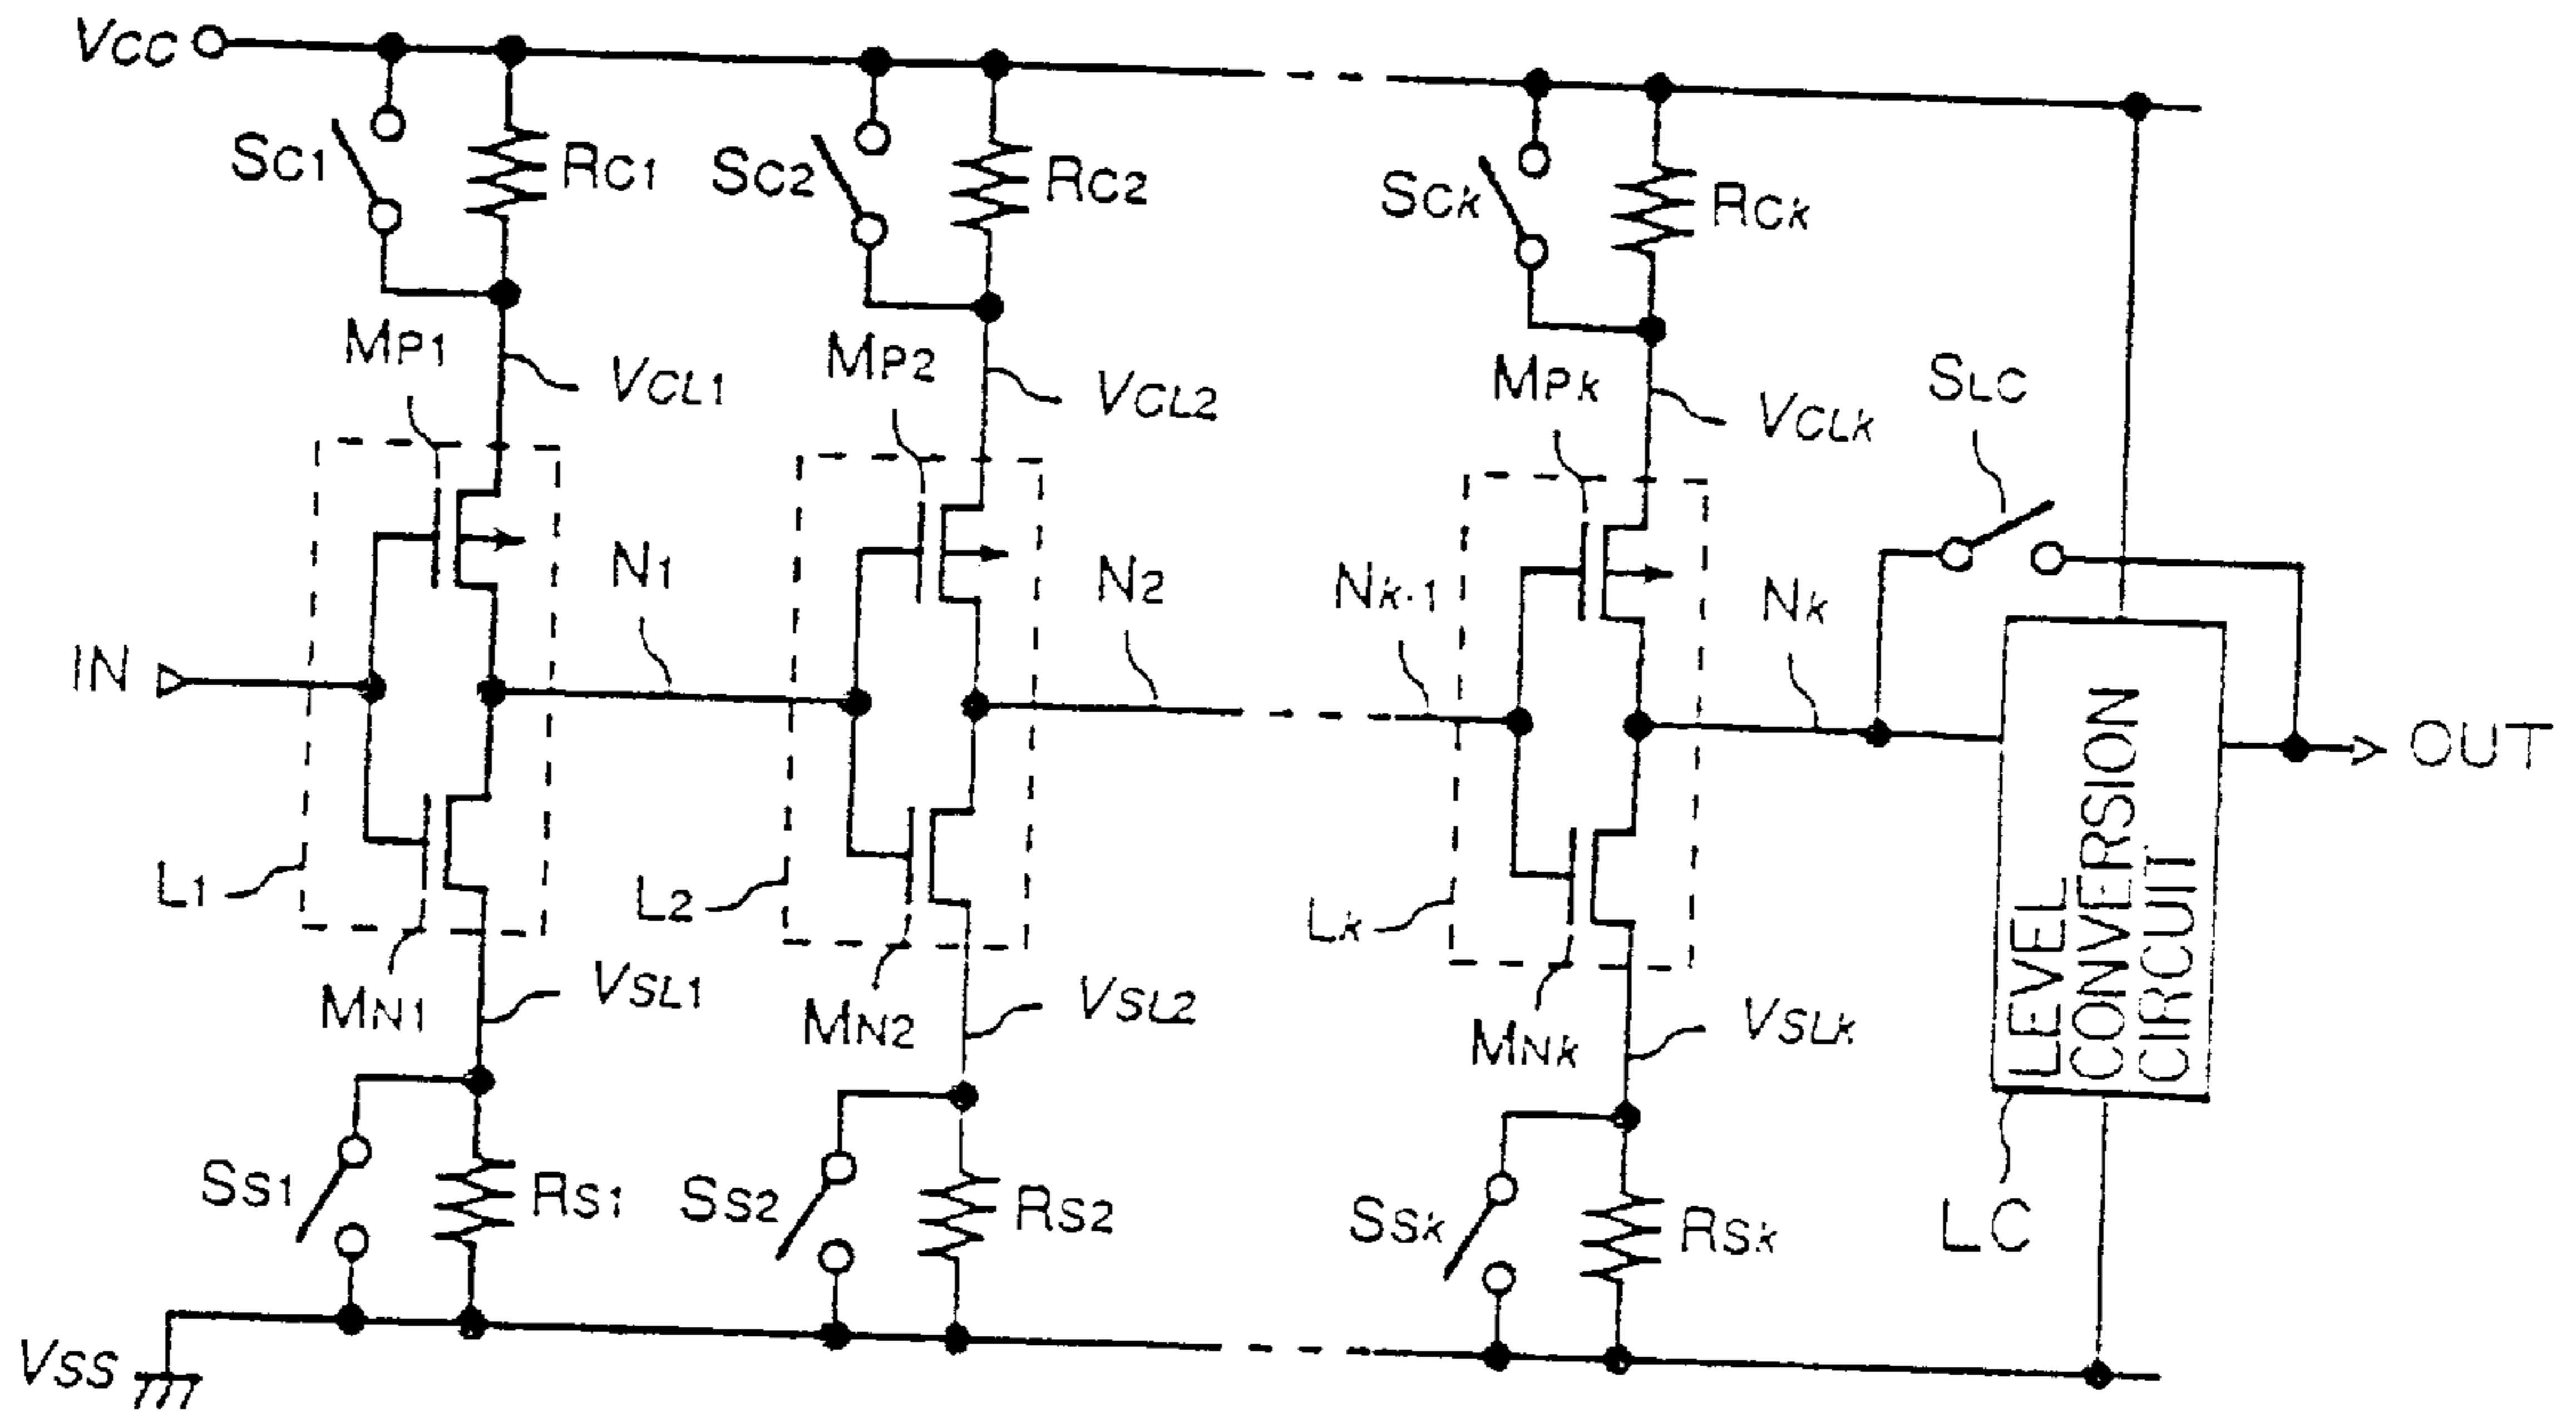 VCC
SC1
RC1
SC2
RC2
SCk
RCk
MP1
VCL1
MP2
VCL2
MPk
VCLk
SLC
IN
N1
N2
Nk-1
Nk
OUT
L1
L2
Lk
LEVEL
CONVERSION
CIRCUIT
MN1
VSL1
MN2
VSL2
MNk
VSLk
SS1
RS1
SS2
RS2
SSk
RSk
LC
VSS